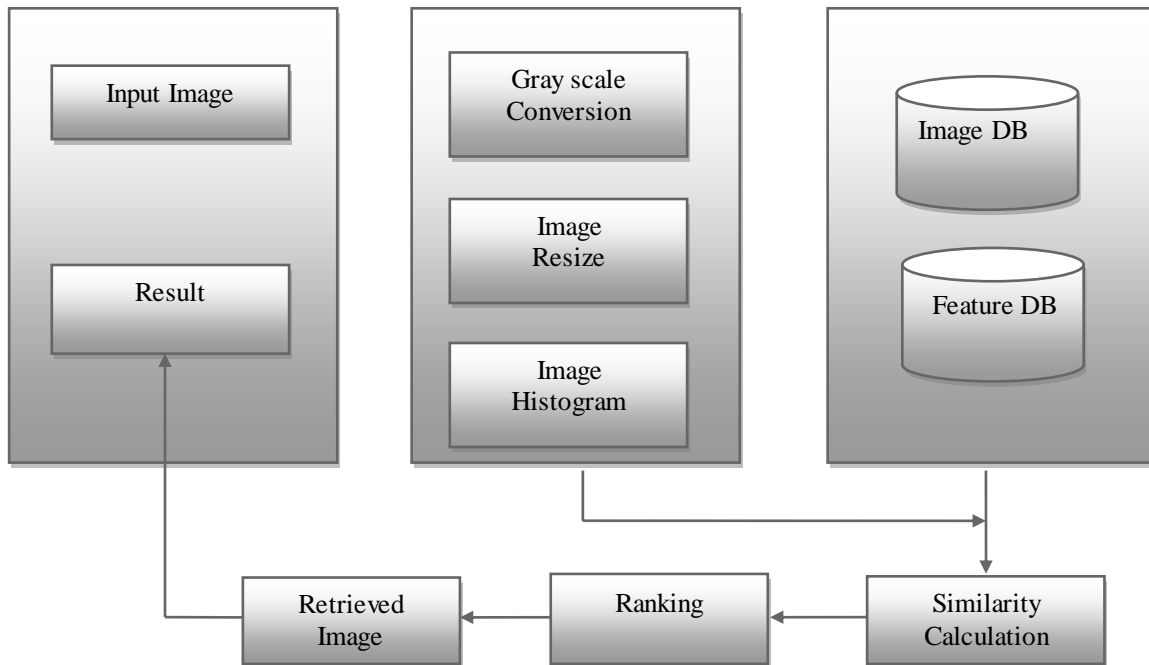 Input Image
Result
Gray scale
Conversion
Image
Resize
Image
Histogram
Image DB
Feature DB
Retrieved
Image
Ranking
Similarity
Calculation